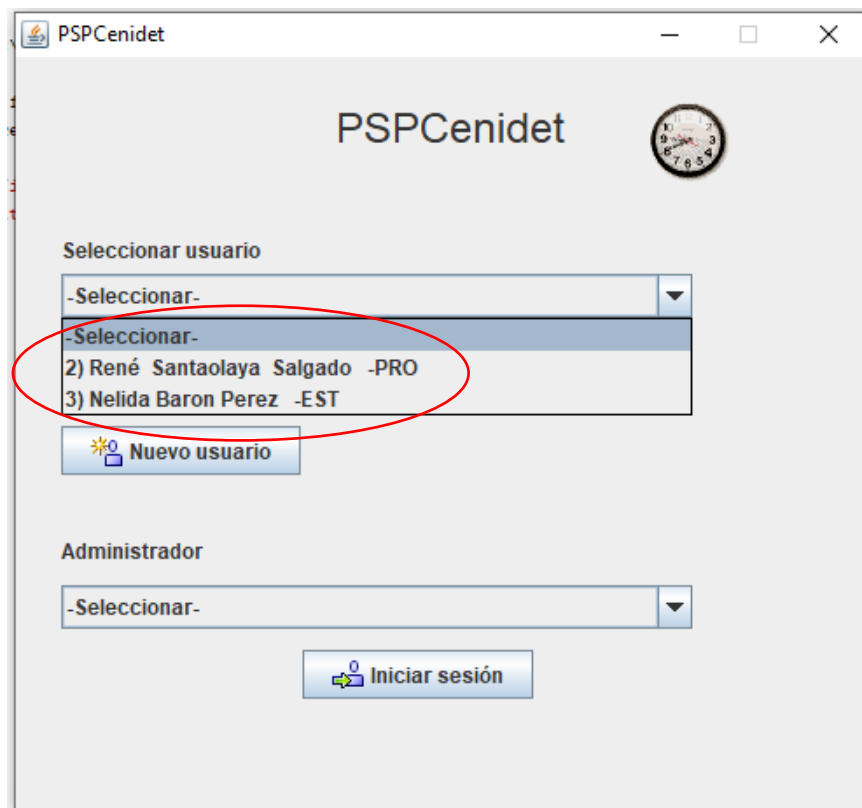 PSPCenidet
PSPCenidet
Seleccionar usuario
-Seleccionar-
-Seleccionar-
2) René Santaolaya Salgado -PRO
3) Nelida Baron Perez -EST
Nuevo usuario
Administrador
-Seleccionar-
Iniciar sesión